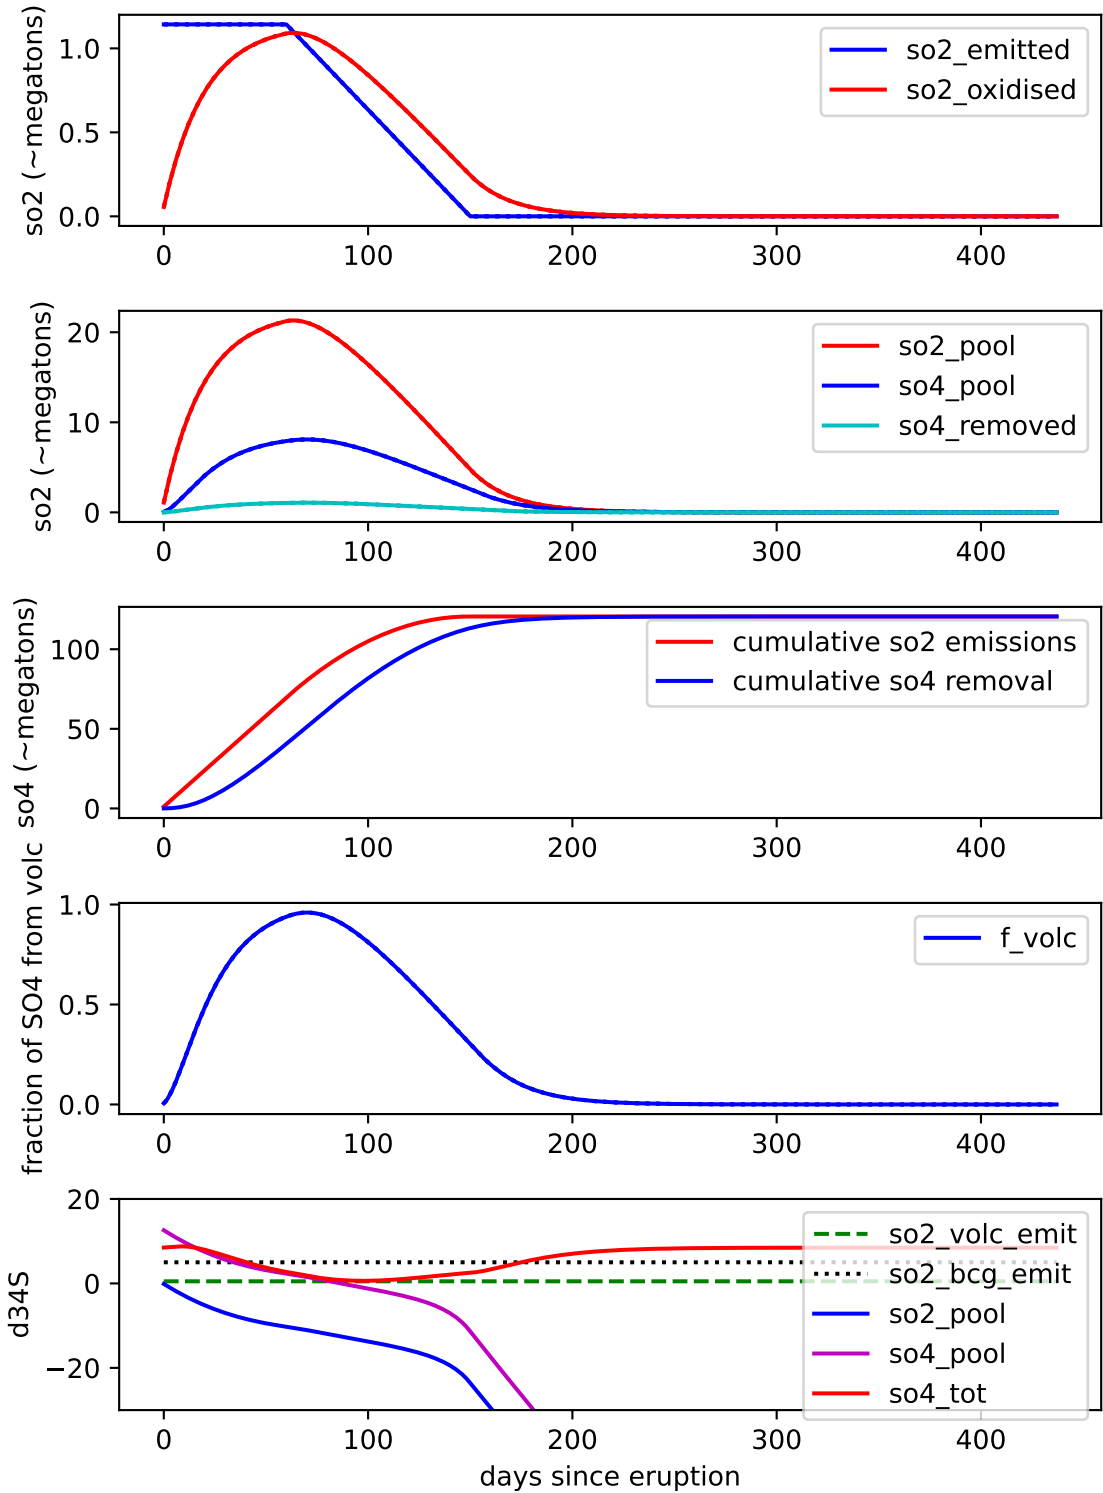 so2 (~megatons)
1.0
0.5
0.0
so2_emitted
so2_oxidised
0 100 200 300 400
so2 (~megatons)
20
10
0
so2_pool
so4_pool
so4_removed
0 100 200 300 400
so4 (~megatons)
100
50
0
cumulative so2 emissions
cumulative so4 removal
0 100 200 300 400
fraction of SO4 from volc
1.0
0.5
0.0
f_volc
0 100 200 300 400
d34S
20
0
−20
so2_volc_emit
so2_bcg_emit
so2_pool
so4_pool
so4_tot
0 100 200 300 400
days since eruption